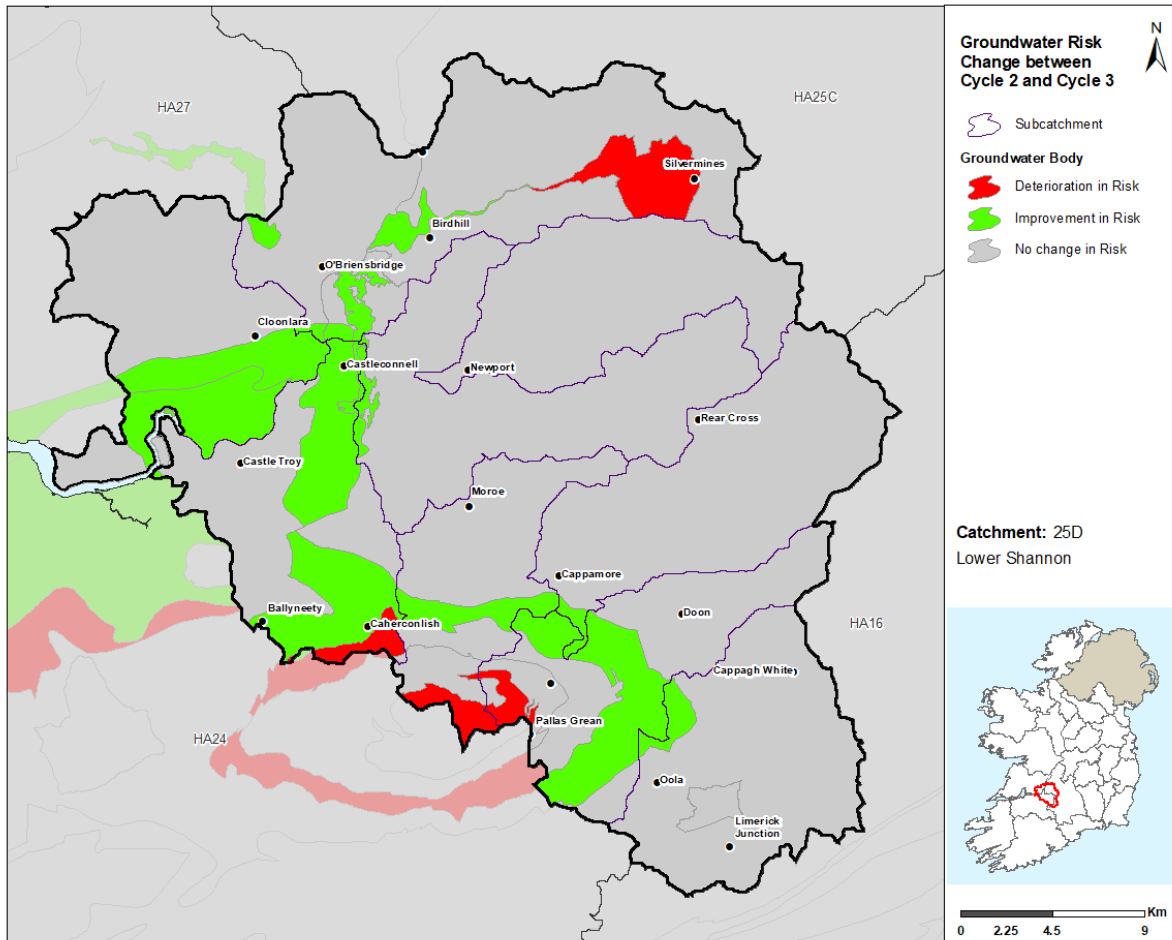 HA27
HA25C
Silvermines
Birdhill
O'Briensbridge
Cloonlara
Castleconnell
Newport
Rear Cross
Castle Troy
Moroe
Cappamore
Doon
Ballyneety
Caherconlish
HA16
Cappagh White
Pallas Grean
HA24
Oola
Limerick
Junction
Groundwater Risk
Change between
Cycle 2 and Cycle 3
N
Subcatchment
Groundwater Body
Deterioration in Risk
Improvement in Risk
No change in Risk
Catchment: 25D
Lower Shannon
Km
0 2.25 4.5 9